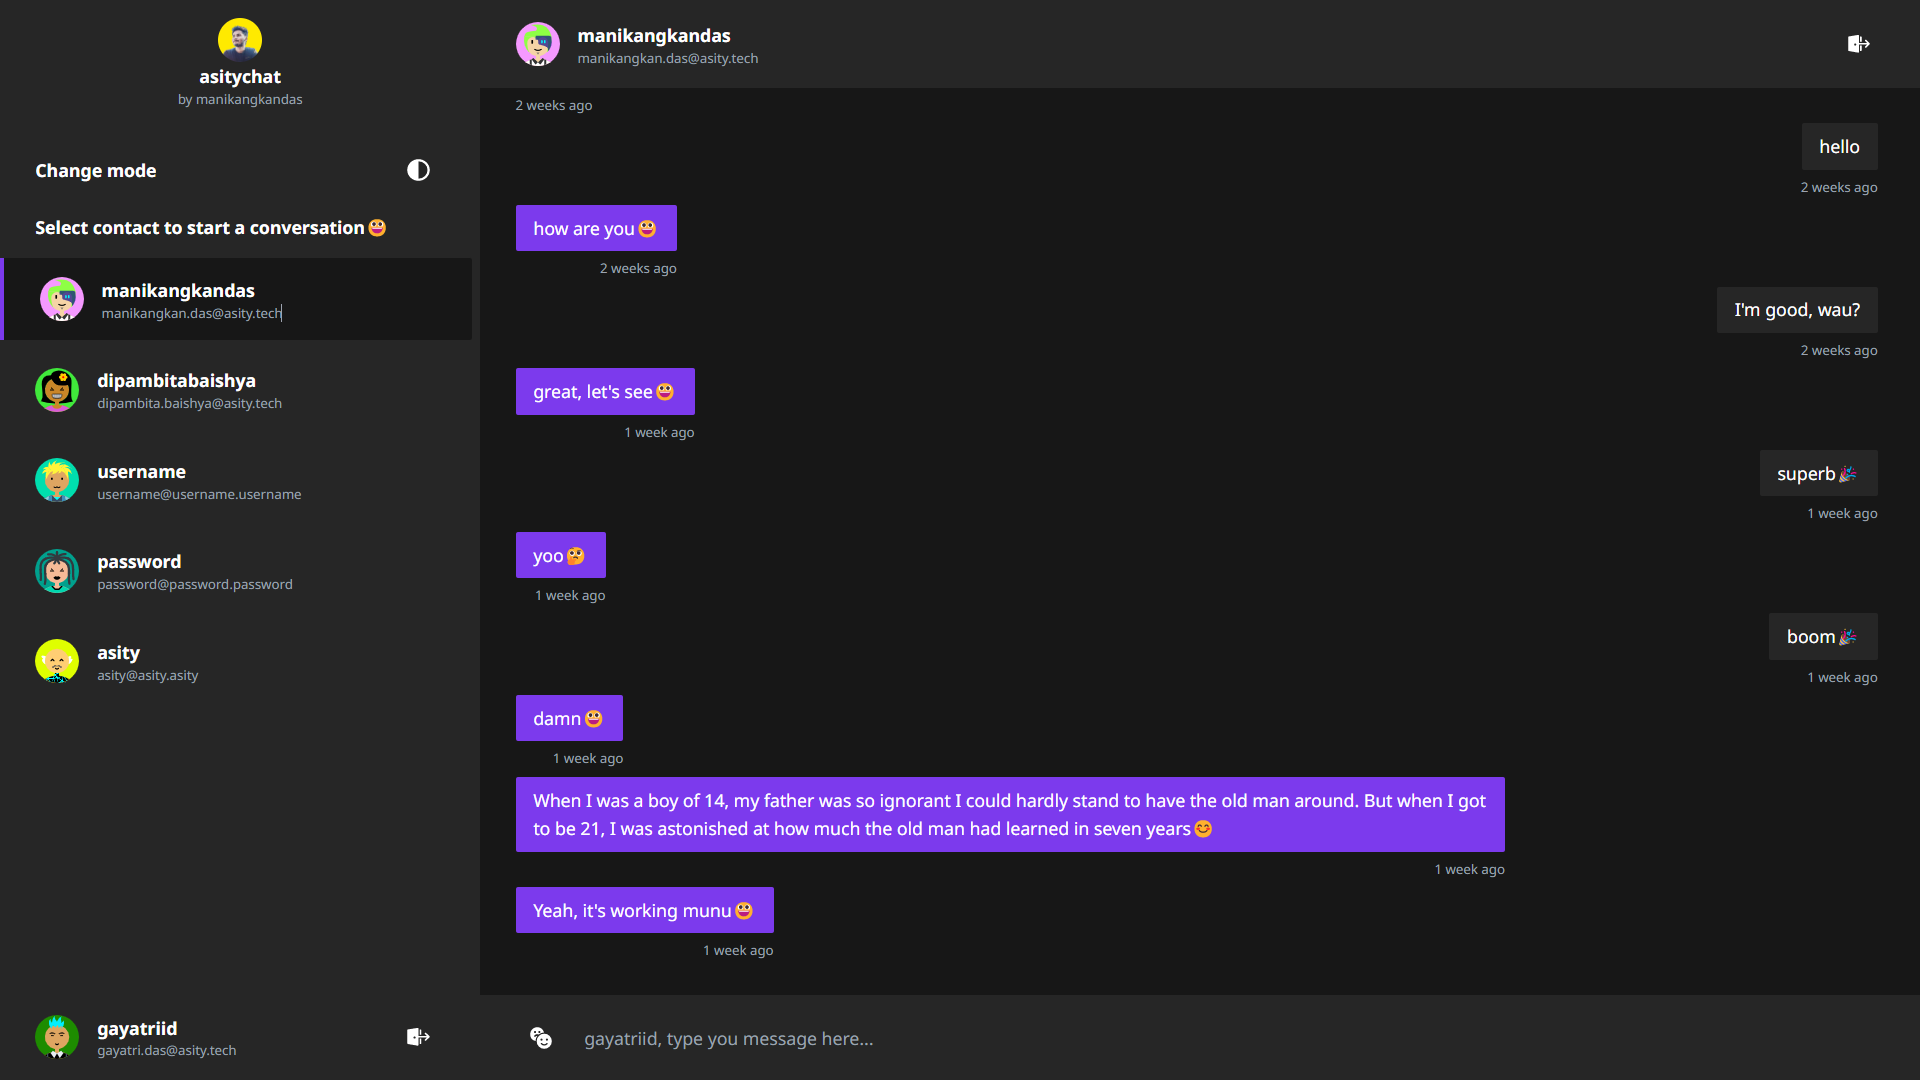 asitychat
by manikangkandas
Change mode
Select contact to start a conversation😀
manikangkandas
manikangkan.das@asity.tech
dipambitabaishya
dipambita.baishya@asity.tech
username
username@username.username
password
password@password.password
asity
asity@asity.asity
gayatriid
gayatri.das@asity.tech
manikangkandas
manikangkan.das@asity.tech
2 weeks ago
hello
2 weeks ago
how are you😀
2 weeks ago
I'm good, wau?
2 weeks ago
great, let's see😀
1 week ago
superb🎉
1 week ago
yoo🤔
1 week ago
boom🎉
1 week ago
damn😀
1 week ago
When I was a boy of 14, my father was so ignorant I could hardly stand to have the old man around. But when I got
to be 21, I was astonished at how much the old man had learned in seven years😊
1 week ago
Yeah, it's working munu😀
1 week ago
gayatriid, type you message here...